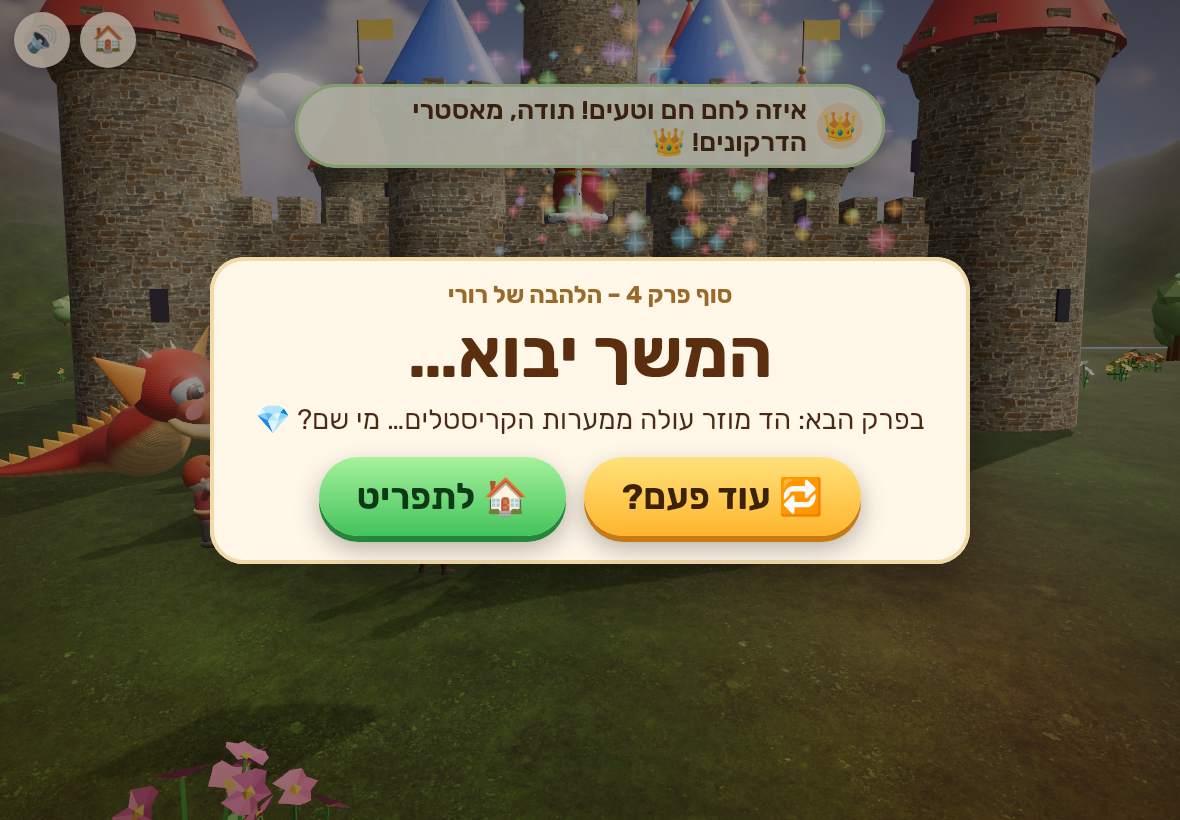 איזה לחם חם וטעים! תודה, מאסטרי
הדרקונים! 👑
סוף פרק 4 – הלהבה של רורי
המשך יבוא...
בפרק הבא: הד מוזר עולה ממערות הקריסטלים... מי שם? 💎
🔁 עוד פעם?
🏠 לתפריט